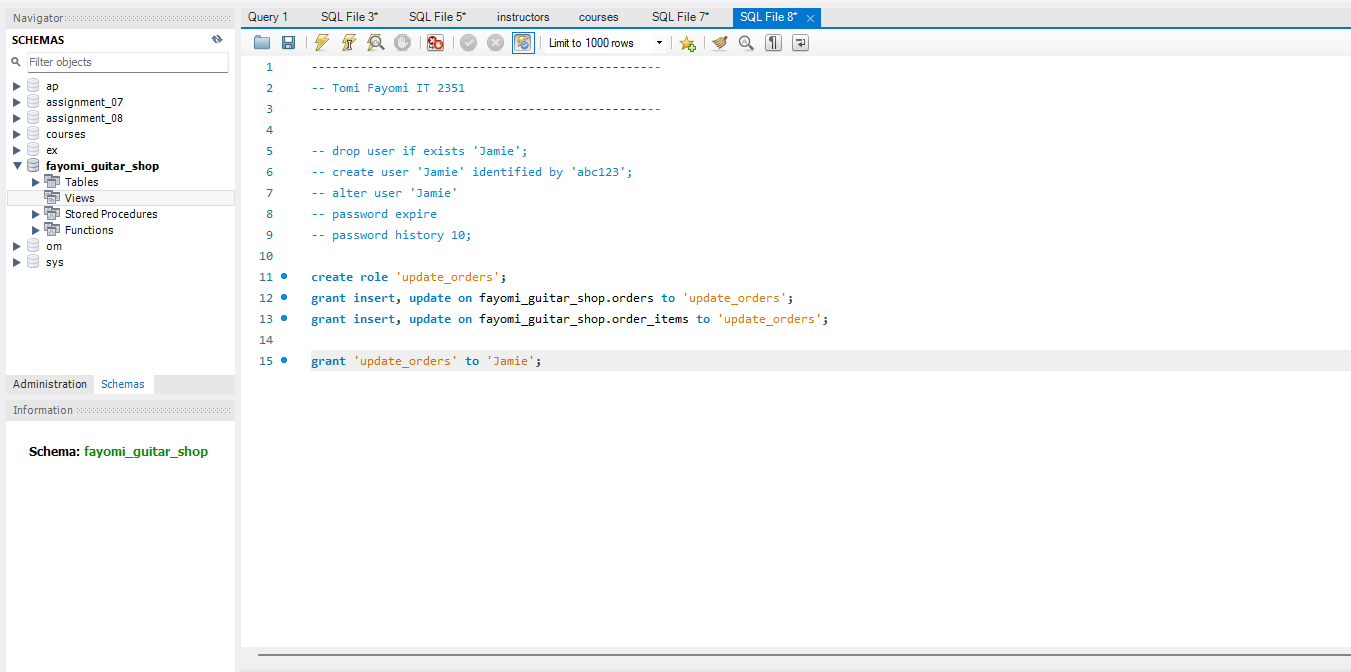 Navigator
SCHEMAS
Filter objects
ap
assignment_07
assignment_08
courses
ex
fayomi_guitar_shop
Tables
Views
Stored Procedures
Functions
om
sys
Administration Schemas
Information
Schema: fayomi_guitar_shop
Query 1 SQL File 3* SQL File 5* instructors courses SQL File 7* SQL File 8*
Limit to 1000 rows
1 --------------------------------------------------
2 -- Tomi Fayomi IT 2351
3 --------------------------------------------------
4
5 -- drop user if exists 'Jamie';
6 -- create user 'Jamie' identified by 'abc123';
7 -- alter user 'Jamie'
8 -- password expire
9 -- password history 10;
10
11 create role 'update_orders';
12 grant insert, update on fayomi_guitar_shop.orders to 'update_orders';
13 grant insert, update on fayomi_guitar_shop.order_items to 'update_orders';
14
15 grant 'update_orders' to 'Jamie';